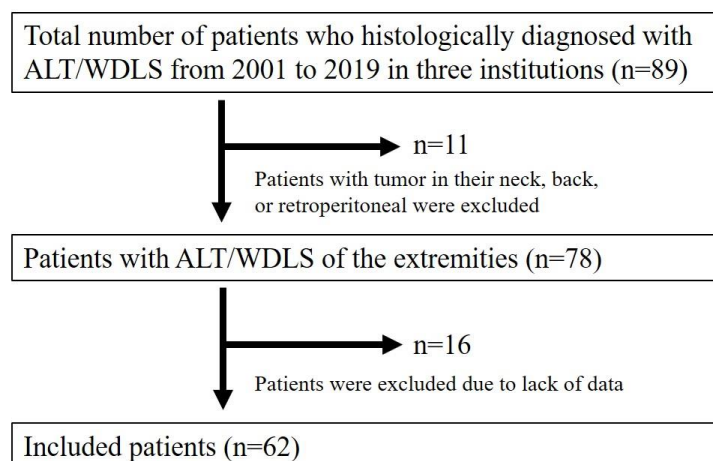 Total number of patients who histologically diagnosed with
ALT/WDLS from 2001 to 2019 in three institutions (n=89)
n=11
Patients with tumor in their neck, back,
or retroperitoneal were excluded
Patients with ALT/WDLS of the extremities (n=78)
n=16
Patients were excluded due to lack of data
Included patients (n=62)